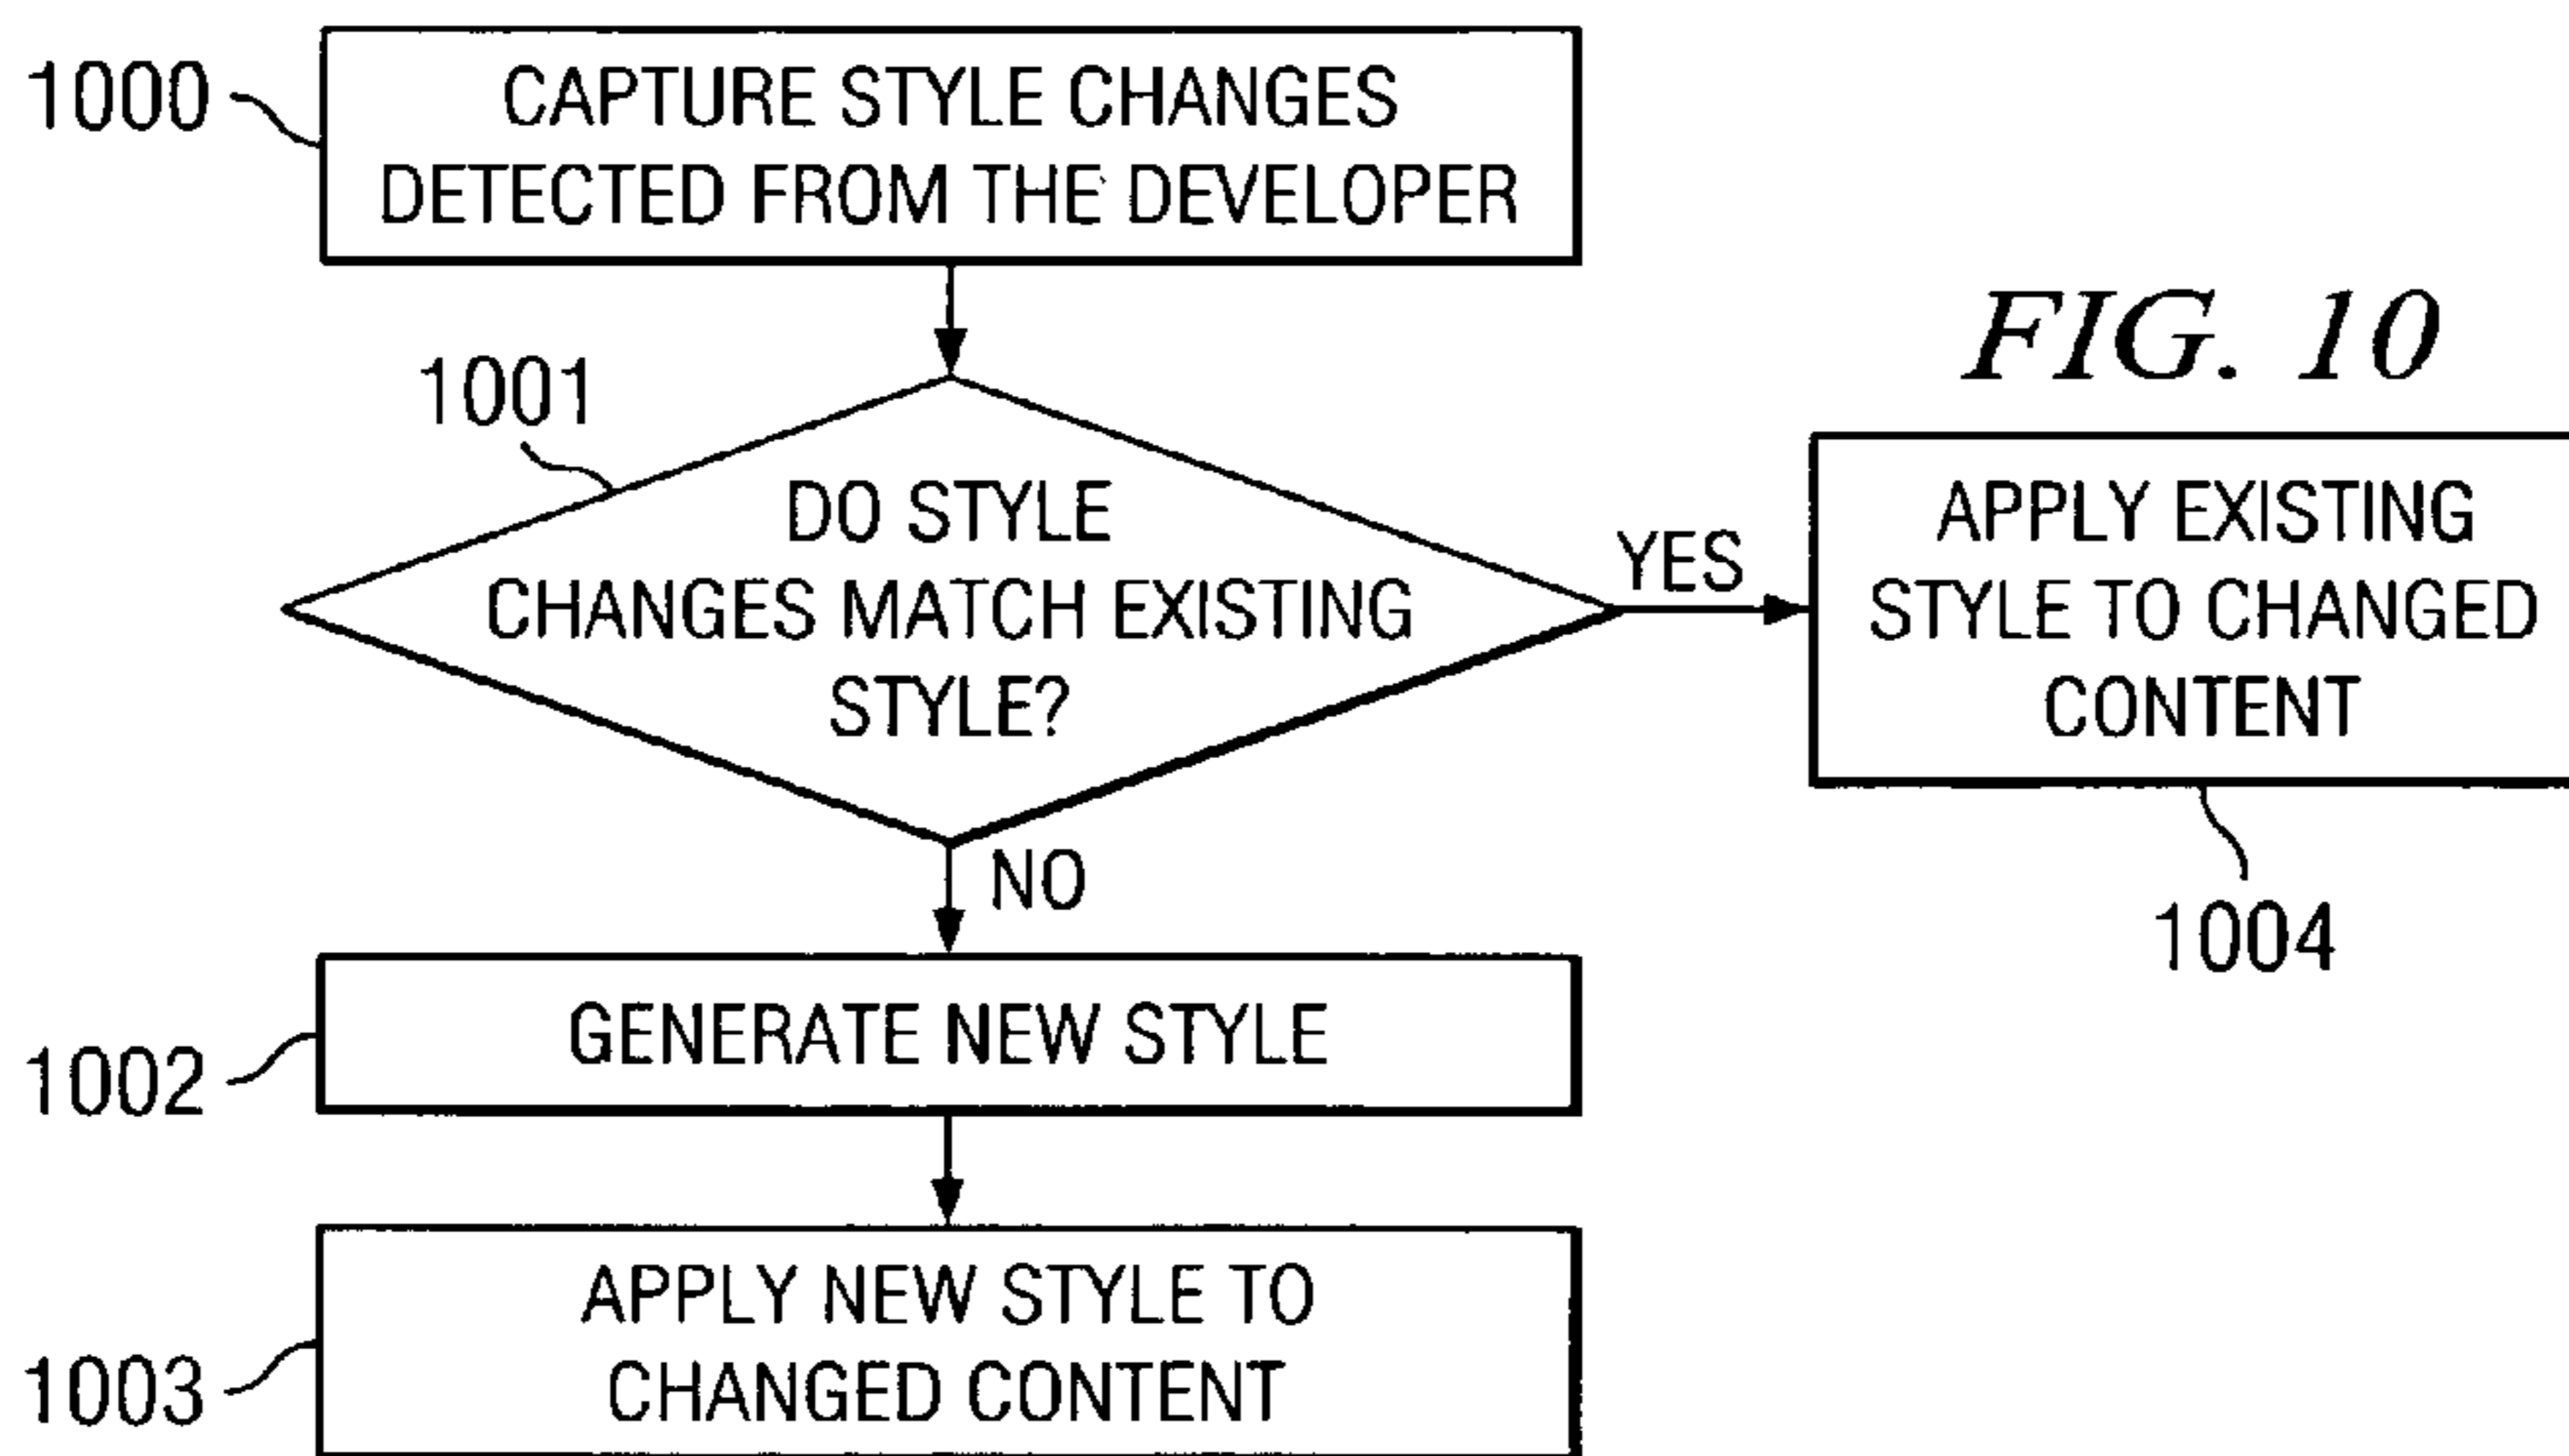 1000
CAPTURE STYLE CHANGES
DETECTED FROM THE DEVELOPER
FIG. 10
1001
DO STYLE
CHANGES MATCH EXISTING
STYLE?
YES
APPLY EXISTING
STYLE TO CHANGED
CONTENT
1004
NO
1002
GENERATE NEW STYLE
1003
APPLY NEW STYLE TO
CHANGED CONTENT